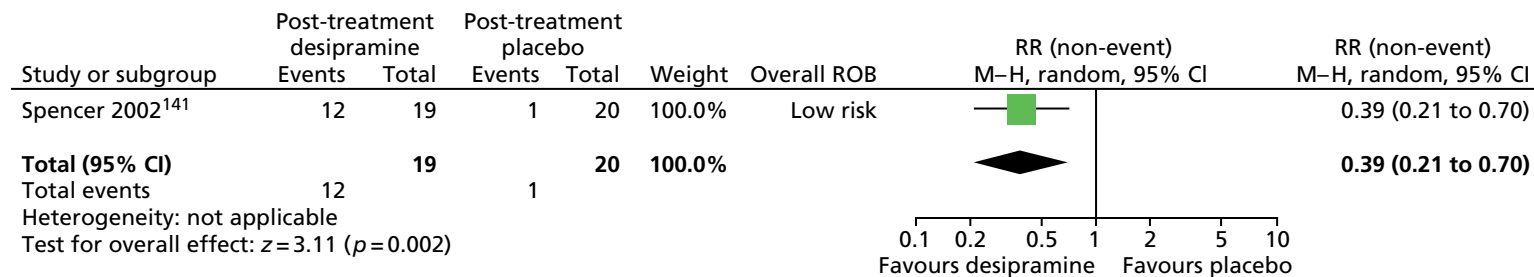 Post-treatment Post-treatment
desipramine placebo RR (non-event) RR (non-event)
Study or subgroup Events Total Events Total Weight Overall ROB M–H, random, 95% CI M–H, random, 95% CI
Spencer 2002141 12 19 1 20 100.0% Low risk 0.39 (0.21 to 0.70)
Total (95% CI) 19 20 100.0% 0.39 (0.21 to 0.70)
Total events 12 1
Heterogeneity: not applicable
Test for overall effect: z=3.11 (p=0.002)
0.1 0.2 0.5 1 2 5 10
Favours desipramine Favours placebo